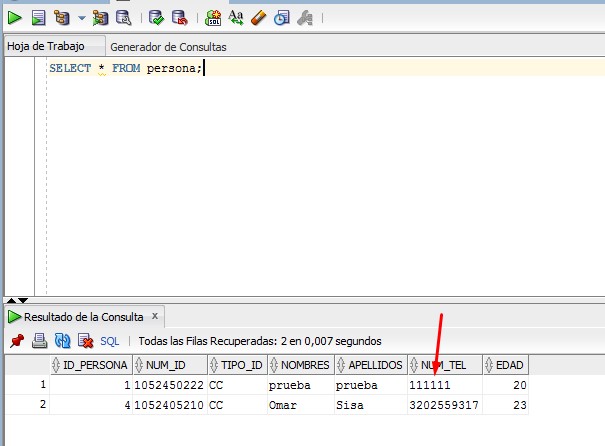 SQL
Aa
Hoja de Trabajo Generador de Consultas
SELECT * FROM persona;
Resultado de la Consulta x
SQL | Todas las Filas Recuperadas: 2 en 0,007 segundos
ID_PERSONA NUM_ID TIPO_ID NOMBRES APELLIDOS NUM_TEL EDAD
1 1 1052450222 CC prueba prueba 111111 20
2 4 1052405210 CC Omar Sisa 3202559317 23